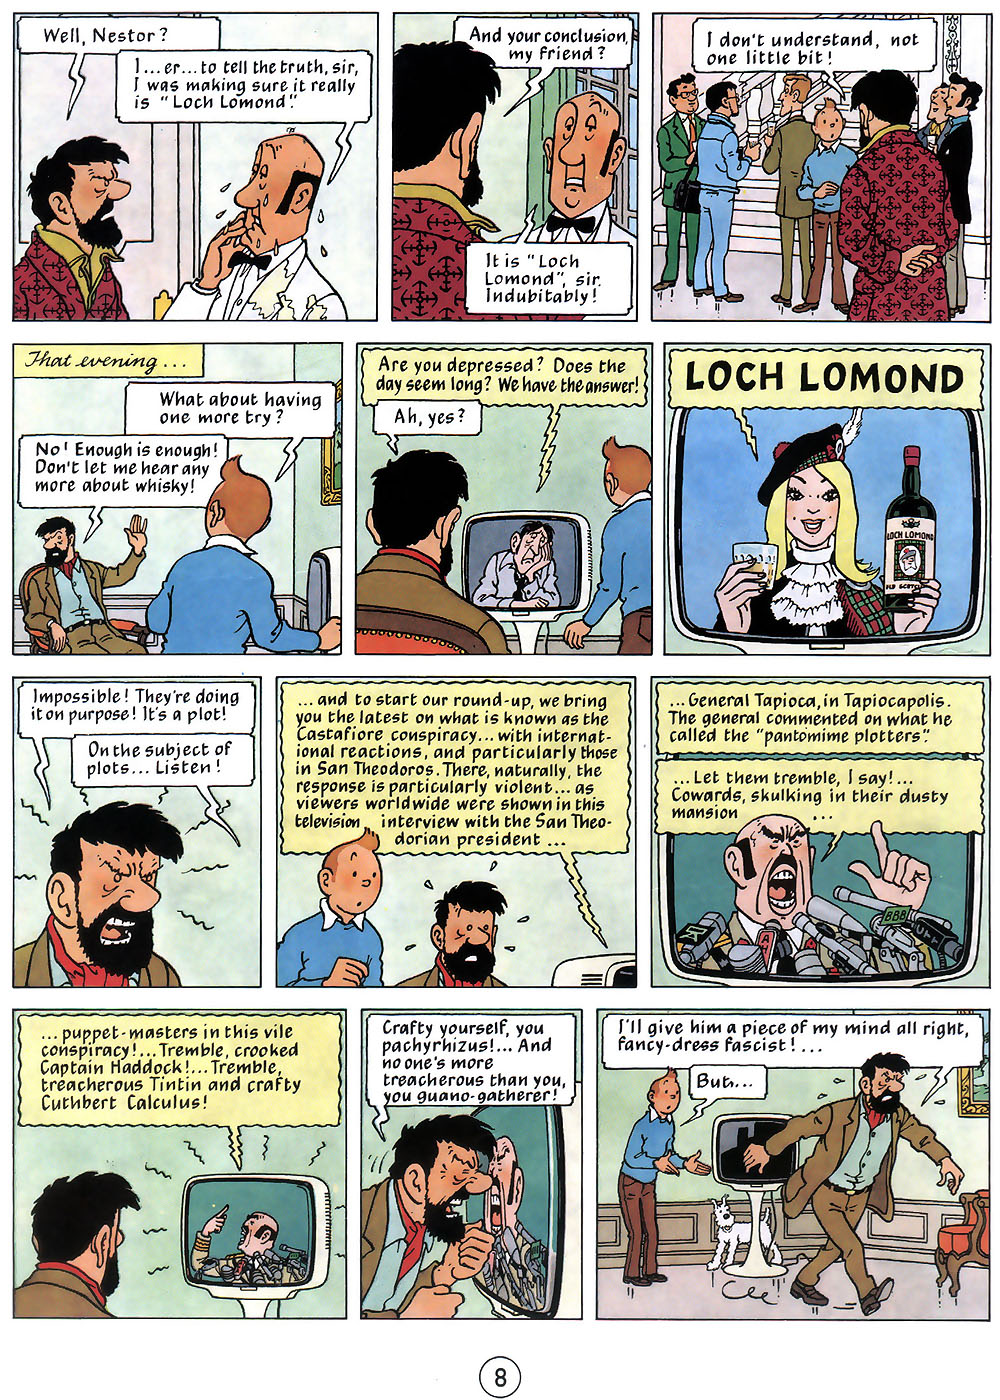 Well, Nestor?
I...er...to tell the truth, sir,
I was making sure it really
is "Loch Lomond".
And your conclusion,
my friend?
It is "Loch
Lomond", sir.
Indubitably!
I don't understand, not
one little bit!
That evening...
What about having
one more try?
No! Enough is enough!
Don't let me hear any
more about whisky!
Are you depressed? Does the
day seem long? We have the answer!
Ah, yes?
LOCH LOMOND
LOCH LOMOND
OLD SCOTCH
Impossible! They're doing
it on purpose! It's a plot!
On the subject of
plots... Listen!
...and to start our round-up, we bring
you the latest on what is known as the
Castafiore conspiracy... with internat-
ional reactions, and particularly those
in San Theodoros. There, naturally, the
response is particularly violent... as
viewers worldwide were shown in this
television interview with the San Theo-
dorian president ...
...General Tapioca, in Tapiocapolis.
The general commented on what he
called the "pantomime plotters".
...Let them tremble, I say!...
Cowards, skulking in their dusty
mansion ...
BBB
...puppet-masters in this vile
conspiracy!...Tremble, crooked
Captain Haddock!...Tremble,
treacherous Tintin and crafty
Cuthbert Calculus!
Crafty yourself, you
pachyrhizus!... And
no one's more
treacherous than you,
you guano-gatherer!
I'll give him a piece of my mind all right,
fancy-dress fascist!...
But...
8